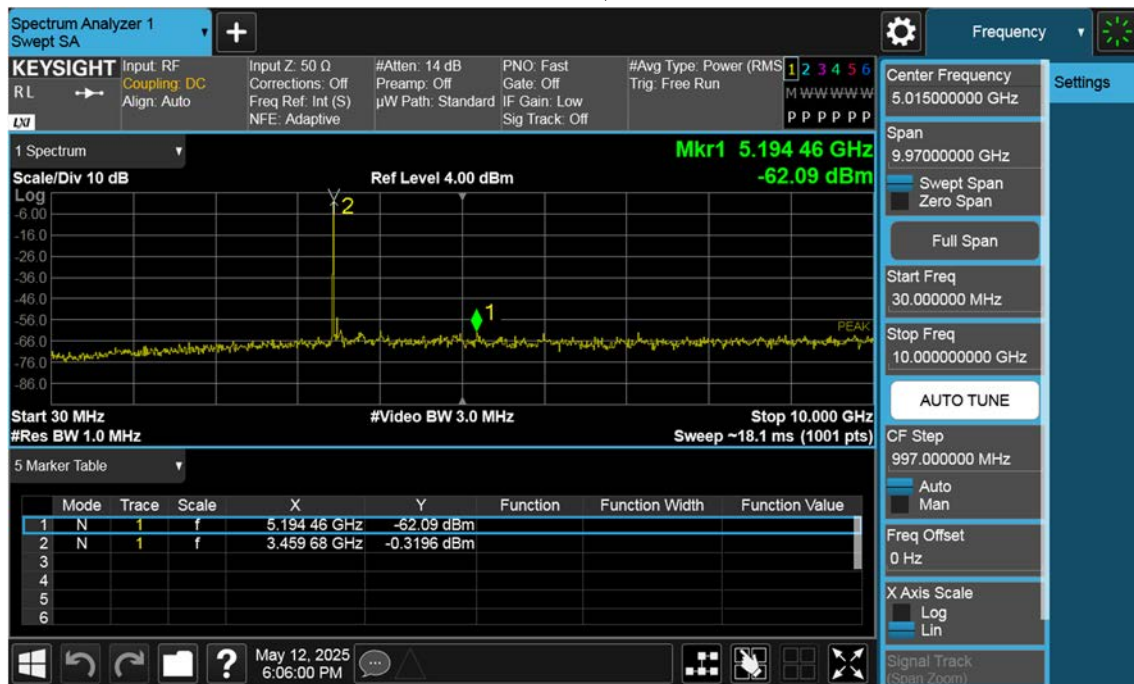 Spectrum Analyzer 1
Swept SA
Frequency
KEYSIGHT
RL
LXI
Input: RF
Coupling: DC
Align: Auto
Input Z: 50 Ω
Corrections: Off
Freq Ref: Int (S)
NFE: Adaptive
#Atten: 14 dB
Preamp: Off
µW Path: Standard
PNO: Fast
Gate: Off
IF Gain: Low
Sig Track: Off
#Avg Type: Power (RMS
Trig: Free Run
1 2 3 4 5 6
M W W W W W
P P P P P P
1 Spectrum
Mkr1 5.194 46 GHz
-62.09 dBm
Scale/Div 10 dB
Ref Level 4.00 dBm
Log
-6.00
-16.0
-26.0
-36.0
-46.0
-56.0
-66.0
-76.0
-86.0
2
1
PEAK
Start 30 MHz
#Video BW 3.0 MHz
Stop 10.000 GHz
#Res BW 1.0 MHz
Sweep ~18.1 ms (1001 pts)
5 Marker Table
Mode Trace Scale X Y Function Function Width Function Value
1 N 1 f 5.194 46 GHz -62.09 dBm
2 N 1 f 3.459 68 GHz -0.3196 dBm
3
4
5
6
?
May 12, 2025
6:06:00 PM
Center Frequency
5.015000000 GHz
Settings
Span
9.97000000 GHz
Swept Span
Zero Span
Full Span
Start Freq
30.000000 MHz
Stop Freq
10.000000000 GHz
AUTO TUNE
CF Step
997.000000 MHz
Auto
Man
Freq Offset
0 Hz
X Axis Scale
Log
Lin
Signal Track
(Span Zoom)